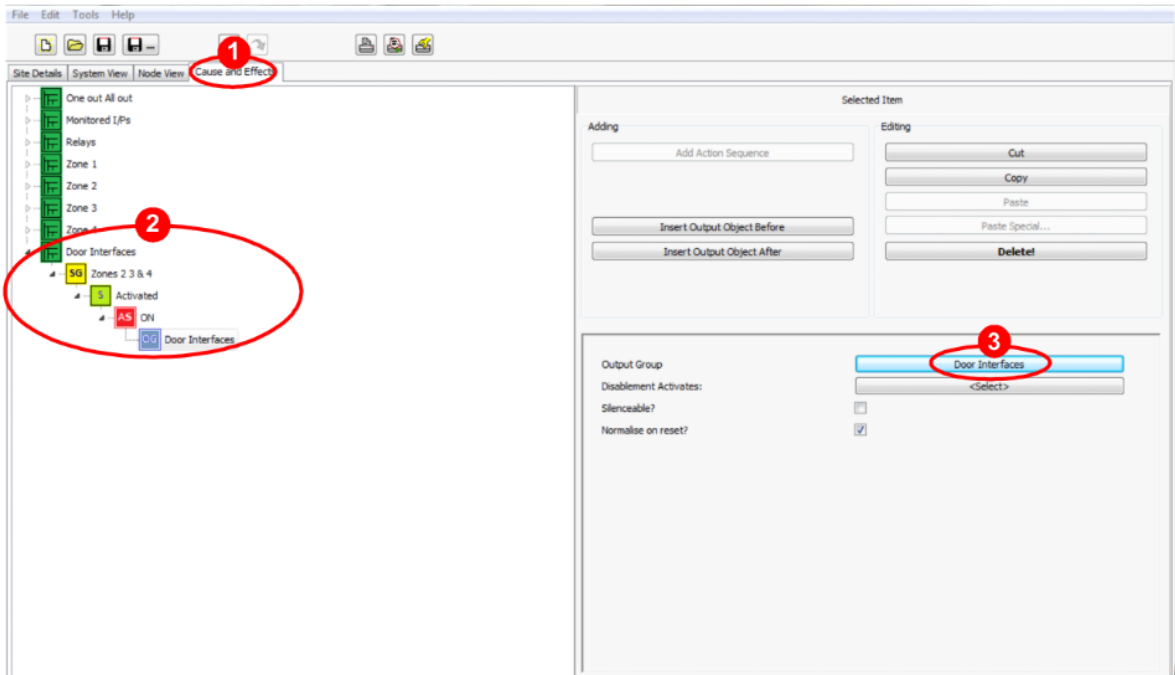 File Edit Tools Help
1
Site Details System View Node View Cause and Effects
One out All out
Monitored I/Ps
Relays
Zone 1
Zone 2
Zone 3
Zone 4
2
Door Interfaces
SG Zones 2 3 & 4
S Activated
AS ON
OG Door Interfaces
Selected Item
Adding
Editing
Add Action Sequence
Cut
Copy
Paste
Insert Output Object Before
Paste Special...
Insert Output Object After
Delete!
3
Output Group
Door Interfaces
Disablement Activates:
<Select>
Silenceable?
Normalise on reset?